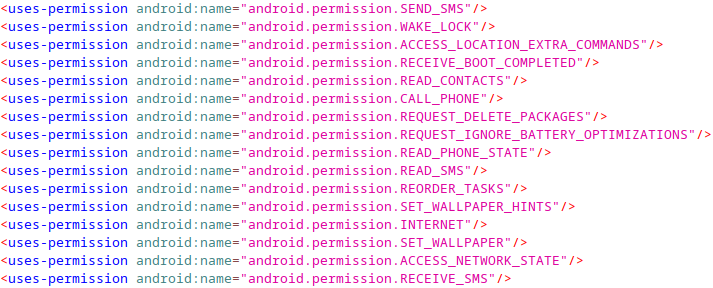 <uses-permission android:name="android.permission.SEND_SMS"/>
<uses-permission android:name="android.permission.WAKE_LOCK"/>
<uses-permission android:name="android.permission.ACCESS_LOCATION_EXTRA_COMMANDS"/>
<uses-permission android:name="android.permission.RECEIVE_BOOT_COMPLETED"/>
<uses-permission android:name="android.permission.READ_CONTACTS"/>
<uses-permission android:name="android.permission.CALL_PHONE"/>
<uses-permission android:name="android.permission.REQUEST_DELETE_PACKAGES"/>
<uses-permission android:name="android.permission.REQUEST_IGNORE_BATTERY_OPTIMIZATIONS"/>
<uses-permission android:name="android.permission.READ_PHONE_STATE"/>
<uses-permission android:name="android.permission.READ_SMS"/>
<uses-permission android:name="android.permission.REORDER_TASKS"/>
<uses-permission android:name="android.permission.SET_WALLPAPER_HINTS"/>
<uses-permission android:name="android.permission.INTERNET"/>
<uses-permission android:name="android.permission.SET_WALLPAPER"/>
<uses-permission android:name="android.permission.ACCESS_NETWORK_STATE"/>
<uses-permission android:name="android.permission.RECEIVE_SMS"/>